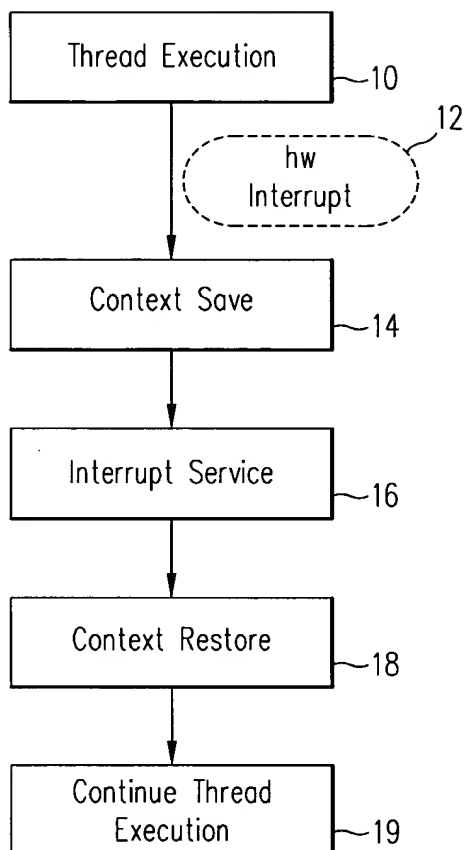 Thread Execution
10
12
hw
Interrupt
Context Save
14
Interrupt Service
16
Context Restore
18
Continue Thread
Execution
19